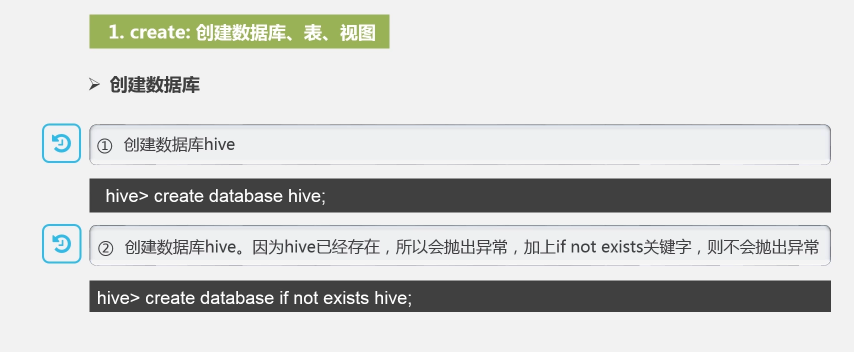 1. create: 创建数据库、表、视图
创建数据库
① 创建数据库hive
hive> create database hive;
② 创建数据库hive。因为hive已经存在，所以会抛出异常，加上if not exists关键字，则不会抛出异常
hive> create database if not exists hive;